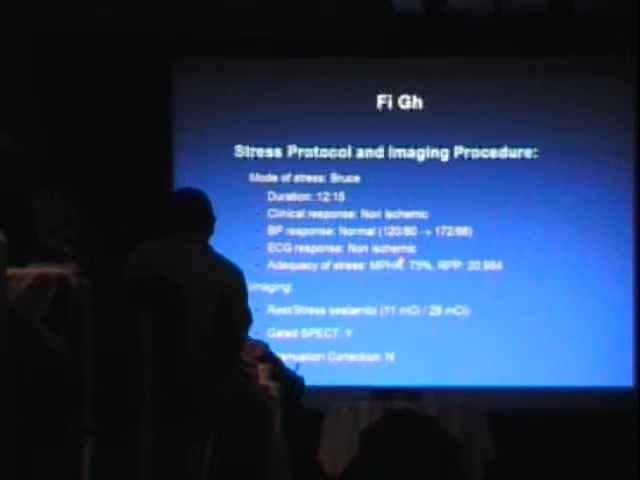 Fi Gh
Stress Protocol and Imaging Procedure:
Mode of stress: Bruce
Duration: 12:15
Clinical response: Non ischemic
BP response: Normal (120/80 → 172/88)
ECG response: Non ischemic
Adequacy of stress: MPHR: 73%, RPP: 20,984
Imaging:
Rest/Stress sestamibi (11 mCi / 29 mCi)
Gated SPECT: Y
Correction: N